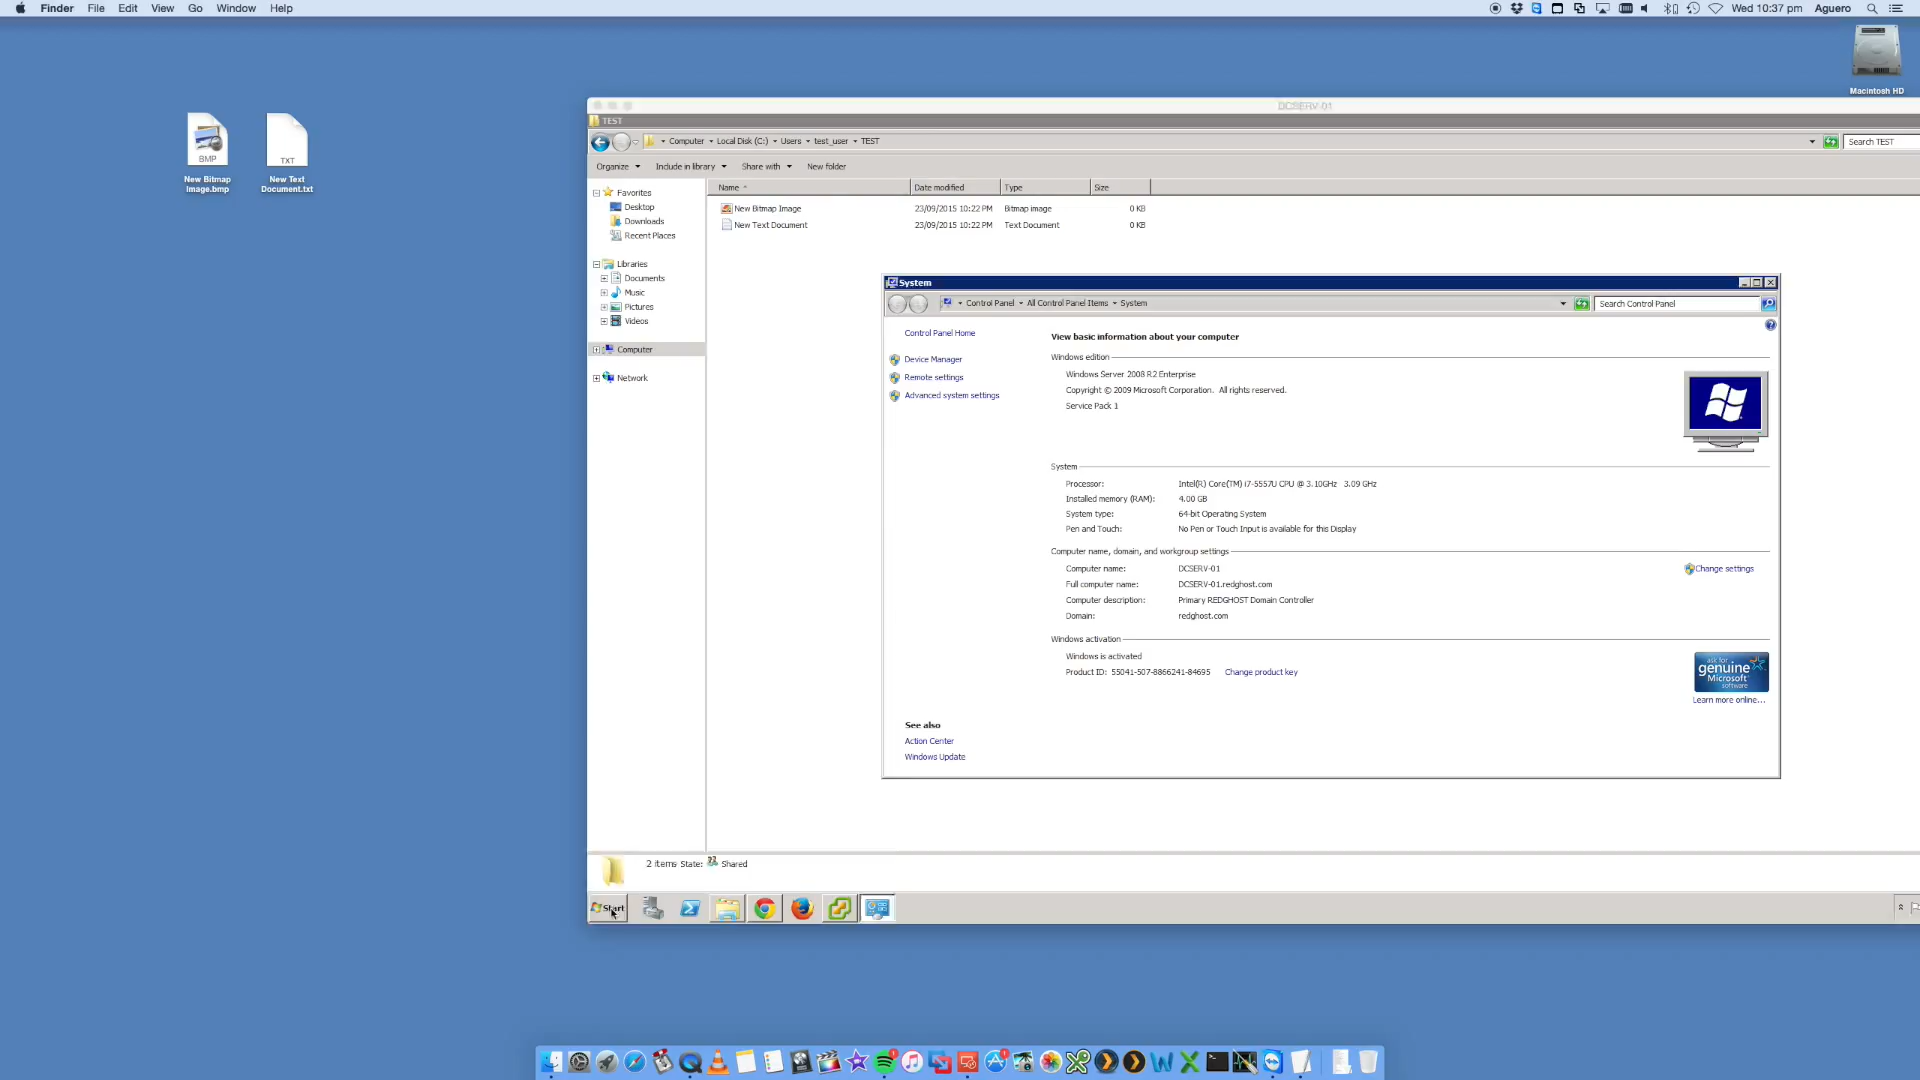 Finder File Edit View Go Window Help
Wed 10:37 pm Aguero
Macintosh HD
BMP
New Bitmap
Image.bmp
TXT
New Text
Document.txt
DCSERV-01
TEST
Computer Local Disk (C:) Users test_user TEST
Search TEST
Organize Include in library Share with New folder
Name Date modified Type Size
New Bitmap Image 23/09/2015 10:22 PM Bitmap image 0 KB
New Text Document 23/09/2015 10:22 PM Text Document 0 KB
Favorites
Desktop
Downloads
Recent Places
Libraries
Documents
Music
Pictures
Videos
Computer
Network
System
Control Panel All Control Panel Items System
Search Control Panel
Control Panel Home
Device Manager
Remote settings
Advanced system settings
See also
Action Center
Windows Update
View basic information about your computer
Windows edition
Windows Server 2008 R2 Enterprise
Copyright © 2009 Microsoft Corporation. All rights reserved.
Service Pack 1
System
Processor: Intel(R) Core(TM) i7-5557U CPU @ 3.10GHz 3.09 GHz
Installed memory (RAM): 4.00 GB
System type: 64-bit Operating System
Pen and Touch: No Pen or Touch Input is available for this Display
Computer name, domain, and workgroup settings
Computer name: DCSERV-01
Change settings
Full computer name: DCSERV-01.redghost.com
Computer description: Primary REDGHOST Domain Controller
Domain: redghost.com
Windows activation
Windows is activated
Product ID: 55041-507-8866241-84695 Change product key
ask for
genuine
Microsoft
software
Learn more online...
2 items State: Shared
Start